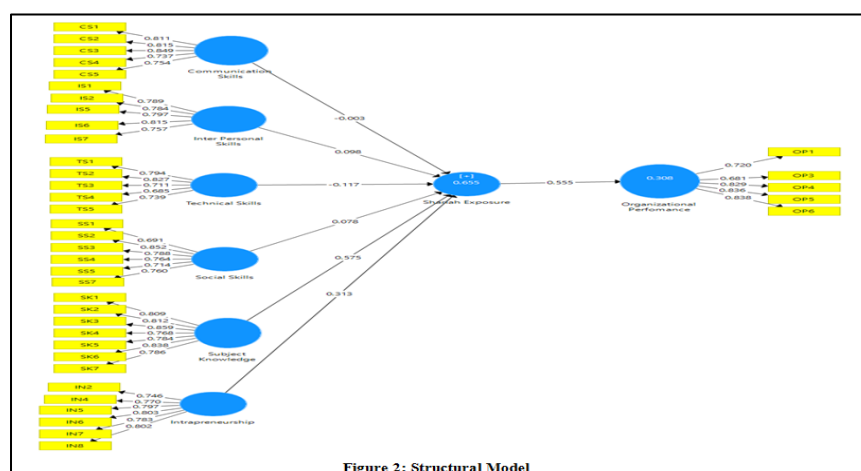 CS1
CS2
CS3
CS4
CS5
0.811
0.815
0.849
0.737
0.754
Communication
Skills
IS1
IS2
IS5
IS6
IS7
0.789
0.784
0.797
0.815
0.757
Inter Personal
Skills
TS1
TS2
TS3
TS4
TS5
0.794
0.827
0.711
0.685
0.739
Technical Skills
SS1
SS2
SS3
SS4
SS5
SS7
0.691
0.852
0.788
0.764
0.714
0.760
Social Skills
SK1
SK2
SK3
SK4
SK5
SK6
SK7
0.809
0.812
0.859
0.768
0.784
0.838
0.786
Subject
Knowledge
IN2
IN4
IN5
IN6
IN7
IN8
0.746
0.770
0.797
0.803
0.783
0.802
Intrapreneurship
-0.003
0.098
-0.117
0.078
0.575
0.313
[+]
0.655
Shariah Exposure
0.555
0.308
Organizational
Perfomance
0.720
0.681
0.829
0.836
0.838
OP1
OP3
OP4
OP5
OP6
Figure 2: Structural Model